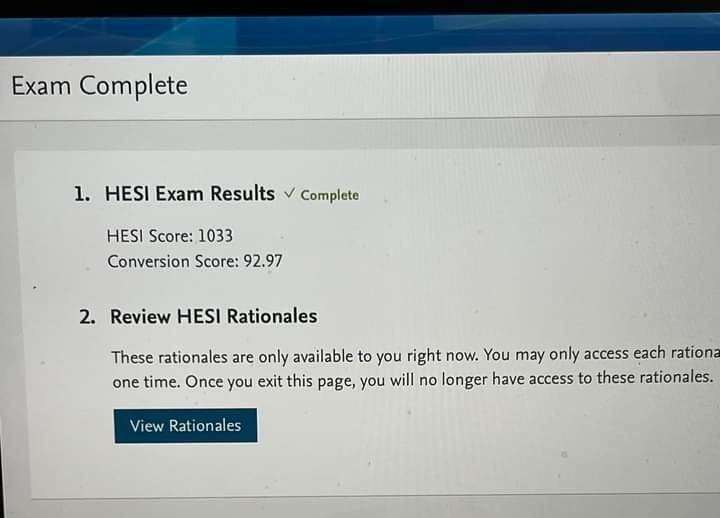 Exam Complete
1. HESI Exam Results ✓ Complete
HESI Score: 1033
Conversion Score: 92.97
2. Review HESI Rationales
These rationales are only available to you right now. You may only access each rationa
one time. Once you exit this page, you will no longer have access to these rationales.
View Rationales